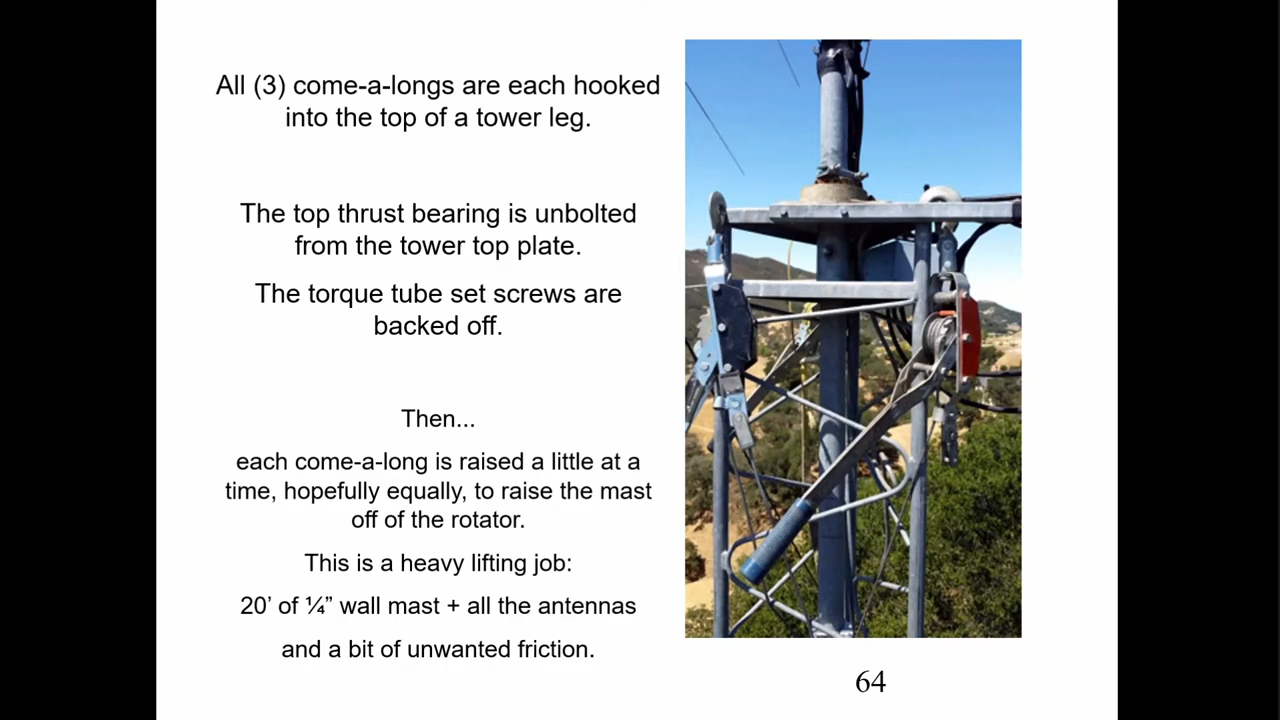 All (3) come-a-longs are each hooked
into the top of a tower leg.
The top thrust bearing is unbolted
from the tower top plate.
The torque tube set screws are
backed off.
Then...
each come-a-long is raised a little at a
time, hopefully equally, to raise the mast
off of the rotator.
This is a heavy lifting job:
20’ of ¼” wall mast + all the antennas
and a bit of unwanted friction.
64